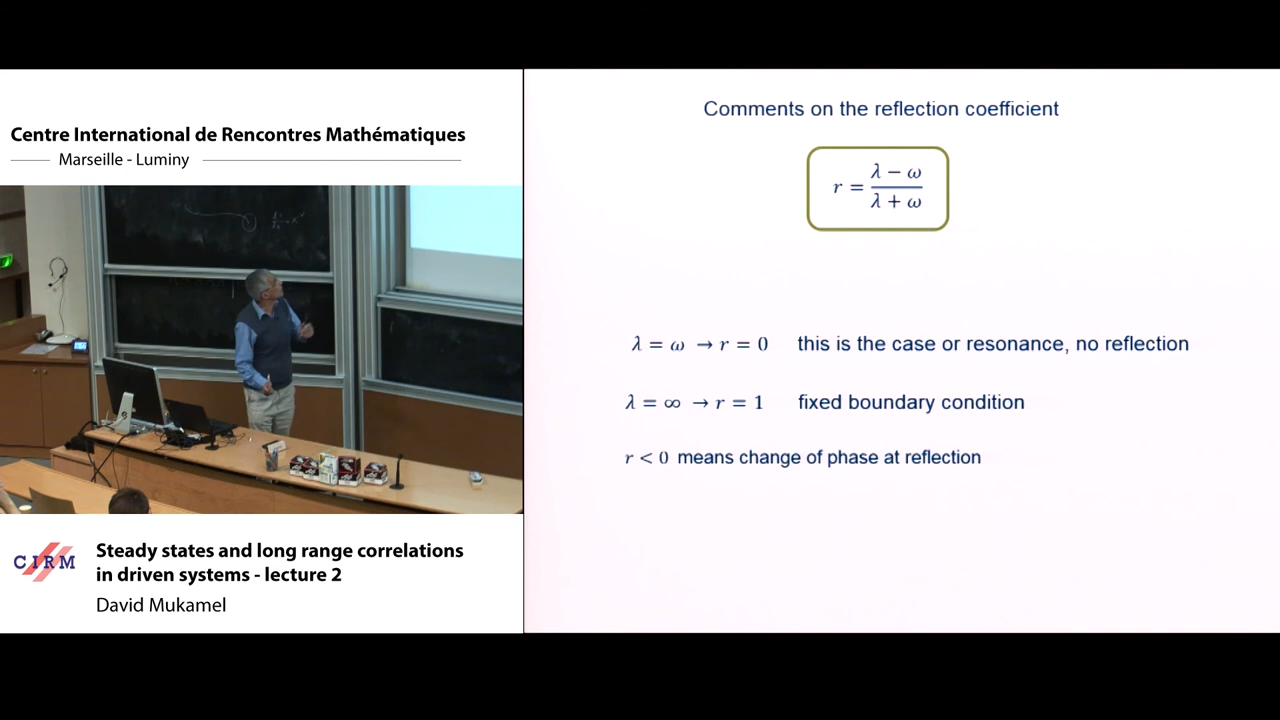 Centre International de Rencontres Mathématiques
Marseille - Luminy
Comments on the reflection coefficient
r = (λ − ω) / (λ + ω)
λ = ω → r = 0 this is the case or resonance, no reflection
λ = ∞ → r = 1 fixed boundary condition
r < 0 means change of phase at reflection
CIRM
Steady states and long range correlations
in driven systems - lecture 2
David Mukamel